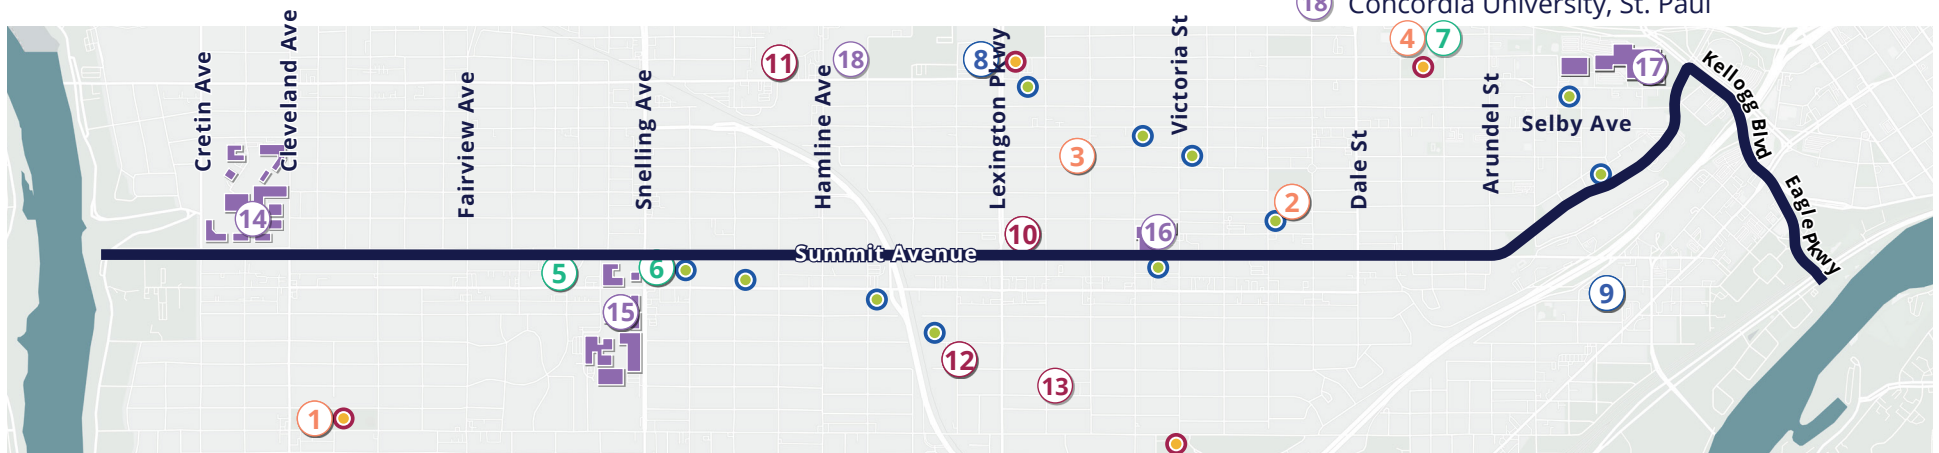 18 Concordia University, St. Paul
Cretin Ave
Cleveland Ave
Fairview Ave
Snelling Ave
Hamline Ave
Lexington Pkwy
Victoria St
Dale St
Arundel St
Selby Ave
Kellogg Blvd
Eagle Pkwy
Summit Avenue
11
18
8
4
7
17
3
2
14
10
16
5
6
15
9
12
13
1